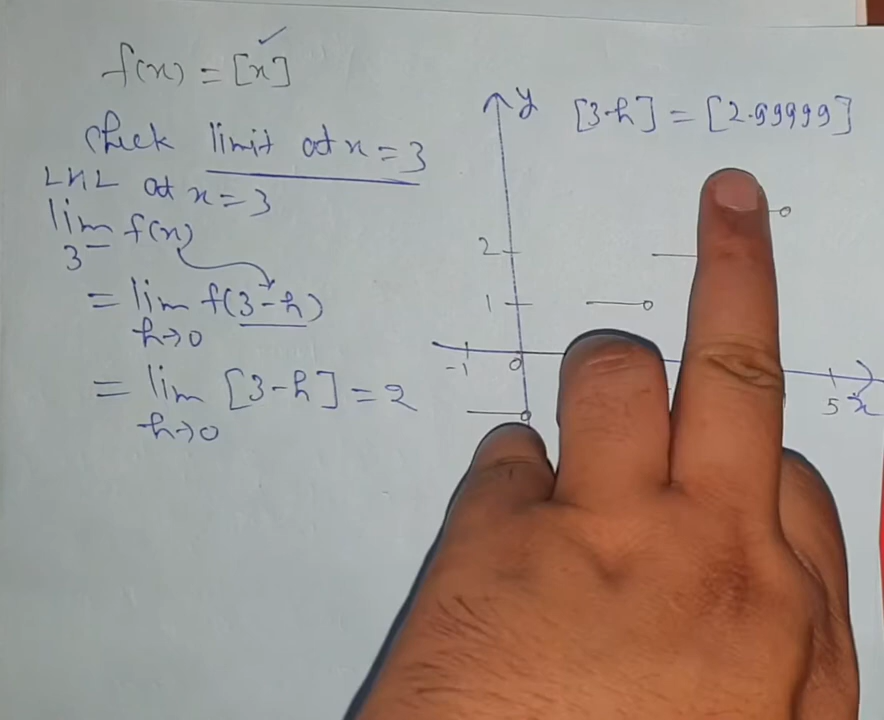 f(x) = [x] ✓
Check limit at x = 3
LHL at x = 3
lim f(x)
3−
= lim f(3-h)
h→0
= lim [3-h] = 2
h→0
y
[3-h] = [2.99999]
2
1
-1
0
5
x